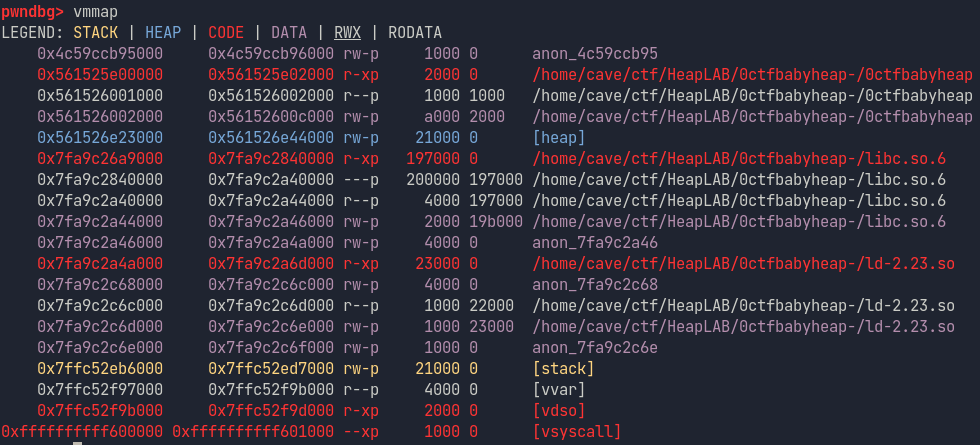 pwndbg> vmmap
LEGEND: STACK | HEAP | CODE | DATA | RWX | RODATA
0x4c59ccb95000 0x4c59ccb96000 rw-p 1000 0 anon_4c59ccb95
0x561525e00000 0x561525e02000 r-xp 2000 0 /home/cave/ctf/HeapLAB/0ctfbabyheap-/0ctfbabyheap
0x561526001000 0x561526002000 r--p 1000 1000 /home/cave/ctf/HeapLAB/0ctfbabyheap-/0ctfbabyheap
0x561526002000 0x56152600c000 rw-p a000 2000 /home/cave/ctf/HeapLAB/0ctfbabyheap-/0ctfbabyheap
0x561526e23000 0x561526e44000 rw-p 21000 0 [heap]
0x7fa9c26a9000 0x7fa9c2840000 r-xp 197000 0 /home/cave/ctf/HeapLAB/0ctfbabyheap-/libc.so.6
0x7fa9c2840000 0x7fa9c2a40000 ---p 200000 197000 /home/cave/ctf/HeapLAB/0ctfbabyheap-/libc.so.6
0x7fa9c2a40000 0x7fa9c2a44000 r--p 4000 197000 /home/cave/ctf/HeapLAB/0ctfbabyheap-/libc.so.6
0x7fa9c2a44000 0x7fa9c2a46000 rw-p 2000 19b000 /home/cave/ctf/HeapLAB/0ctfbabyheap-/libc.so.6
0x7fa9c2a46000 0x7fa9c2a4a000 rw-p 4000 0 anon_7fa9c2a46
0x7fa9c2a4a000 0x7fa9c2a6d000 r-xp 23000 0 /home/cave/ctf/HeapLAB/0ctfbabyheap-/ld-2.23.so
0x7fa9c2c68000 0x7fa9c2c6c000 rw-p 4000 0 anon_7fa9c2c68
0x7fa9c2c6c000 0x7fa9c2c6d000 r--p 1000 22000 /home/cave/ctf/HeapLAB/0ctfbabyheap-/ld-2.23.so
0x7fa9c2c6d000 0x7fa9c2c6e000 rw-p 1000 23000 /home/cave/ctf/HeapLAB/0ctfbabyheap-/ld-2.23.so
0x7fa9c2c6e000 0x7fa9c2c6f000 rw-p 1000 0 anon_7fa9c2c6e
0x7ffc52eb6000 0x7ffc52ed7000 rw-p 21000 0 [stack]
0x7ffc52f97000 0x7ffc52f9b000 r--p 4000 0 [vvar]
0x7ffc52f9b000 0x7ffc52f9d000 r-xp 2000 0 [vdso]
0xffffffffff600000 0xffffffffff601000 --xp 1000 0 [vsyscall]